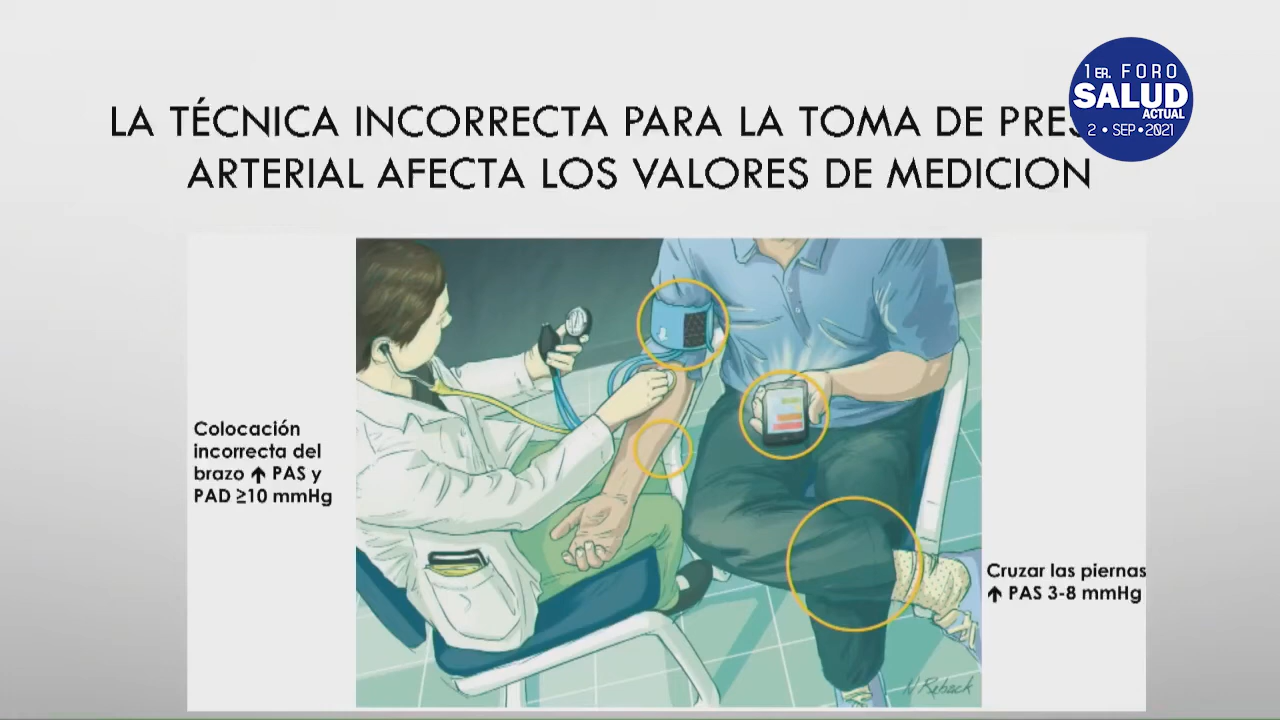 1ER. FORO
SALUD
ACTUAL
2 • SEP • 2021
LA TÉCNICA INCORRECTA PARA LA TOMA DE PRES
ARTERIAL AFECTA LOS VALORES DE MEDICION
Colocación
incorrecta del
brazo ↑ PAS y
PAD ≥10 mmHg
Cruzar las piernas
↑ PAS 3-8 mmHg
N Reback